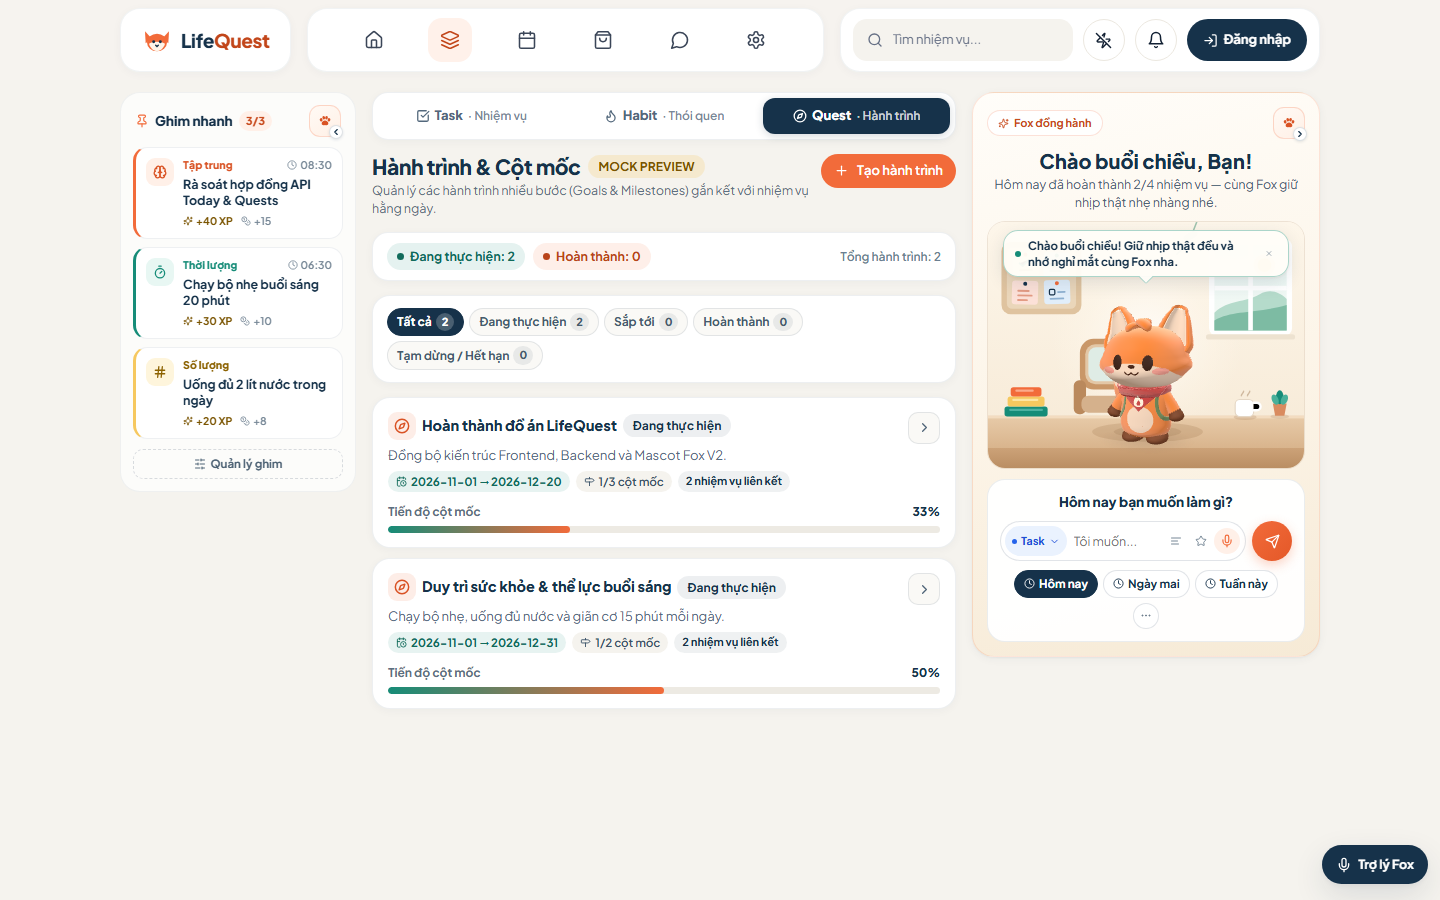 LifeQuest
Tìm nhiệm vụ...
Đăng nhập
Ghim nhanh 3/3
Tập trung 08:30
Rà soát hợp đồng API
Today & Quests
+40 XP +15
Thời lượng 06:30
Chạy bộ nhẹ buổi sáng
20 phút
+30 XP +10
Số lượng
Uống đủ 2 lít nước trong
ngày
+20 XP +8
Quản lý ghim
Task · Nhiệm vụ
Habit · Thói quen
Quest · Hành trình
Hành trình & Cột mốc MOCK PREVIEW
Quản lý các hành trình nhiều bước (Goals & Milestones) gắn kết với nhiệm vụ
hằng ngày.
Tạo hành trình
Đang thực hiện: 2
Hoàn thành: 0
Tổng hành trình: 2
Tất cả 2
Đang thực hiện 2
Sắp tới 0
Hoàn thành 0
Tạm dừng / Hết hạn 0
Hoàn thành đồ án LifeQuest Đang thực hiện
Đồng bộ kiến trúc Frontend, Backend và Mascot Fox V2.
2026-11-01 → 2026-12-20 1/3 cột mốc 2 nhiệm vụ liên kết
Tiến độ cột mốc 33%
Duy trì sức khỏe & thể lực buổi sáng Đang thực hiện
Chạy bộ nhẹ, uống đủ nước và giãn cơ 15 phút mỗi ngày.
2026-11-01 → 2026-12-31 1/2 cột mốc 2 nhiệm vụ liên kết
Tiến độ cột mốc 50%
Fox đồng hành
Chào buổi chiều, Bạn!
Hôm nay đã hoàn thành 2/4 nhiệm vụ — cùng Fox giữ
nhịp thật nhẹ nhàng nhé.
Chào buổi chiều! Giữ nhịp thật đều và
nhớ nghỉ mắt cùng Fox nha.
Hôm nay bạn muốn làm gì?
Task Tôi muốn...
Hôm nay
Ngày mai
Tuần này
Trợ lý Fox